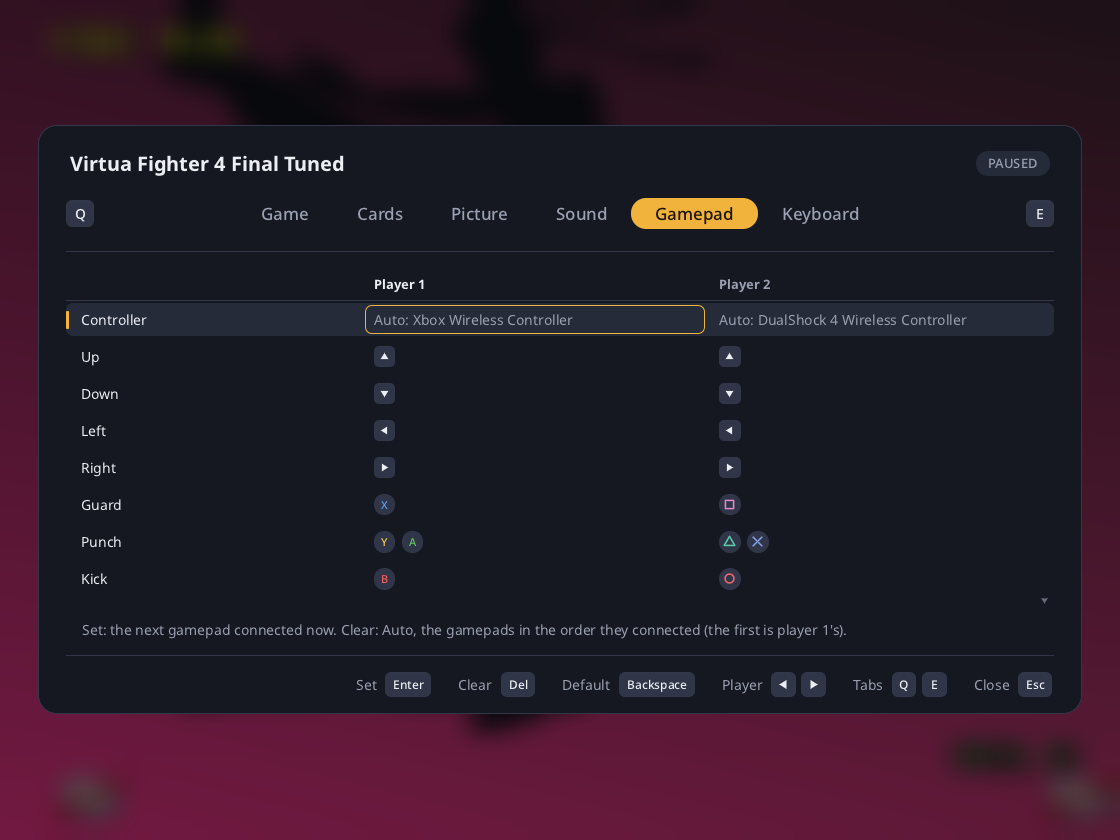 Virtua Fighter 4 Final Tuned PAUSED
Q Game Cards Picture Sound Gamepad Keyboard E
Player 1 Player 2
Controller Auto: Xbox Wireless Controller Auto: DualShock 4 Wireless Controller
Up
Down
Left
Right
Guard X
Punch Y A
Kick B
Set: the next gamepad connected now. Clear: Auto, the gamepads in the order they connected (the first is player 1's).
Set Enter Clear Del Default Backspace Player Tabs Q E Close Esc